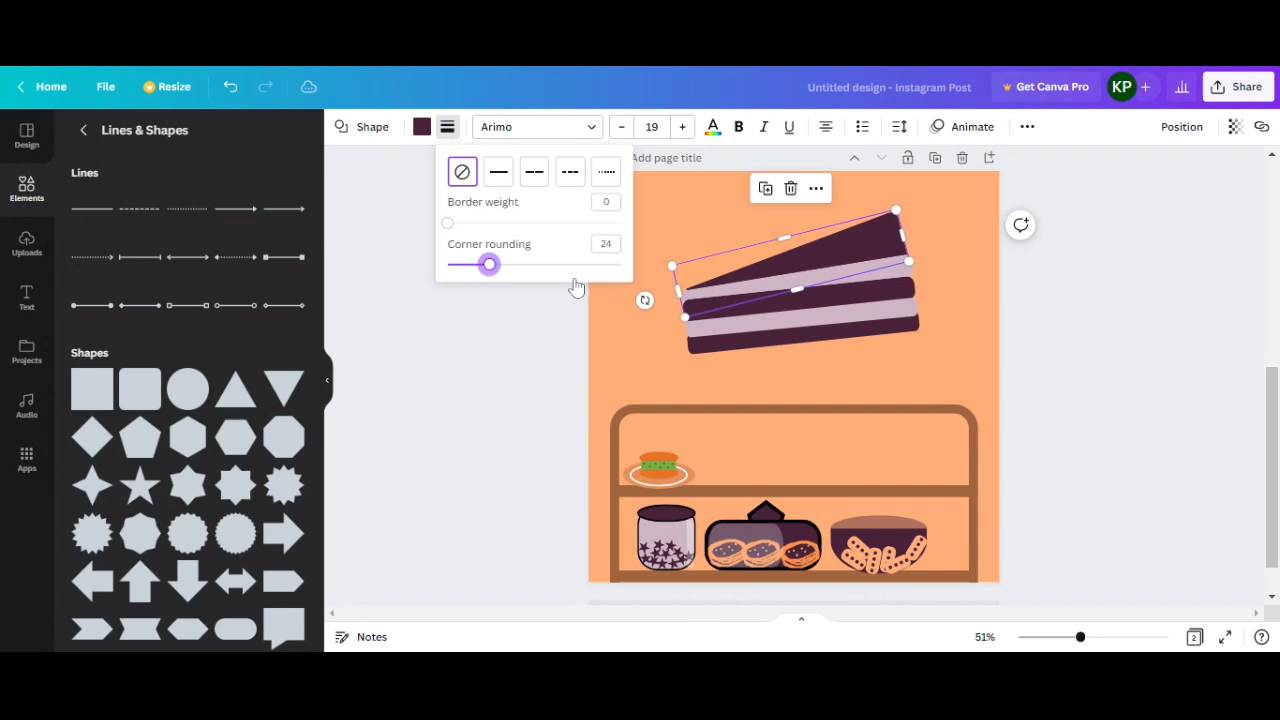 Home File Resize Untitled design - Instagram Post Get Canva Pro KP + Share
Design
Elements
Uploads
Text
Projects
Audio
Apps
Lines & Shapes
Lines
Shapes
Shape Arimo − 19 + A B I U Animate Position
Border weight 0
Corner rounding 24
Add page title
Notes 51% 2